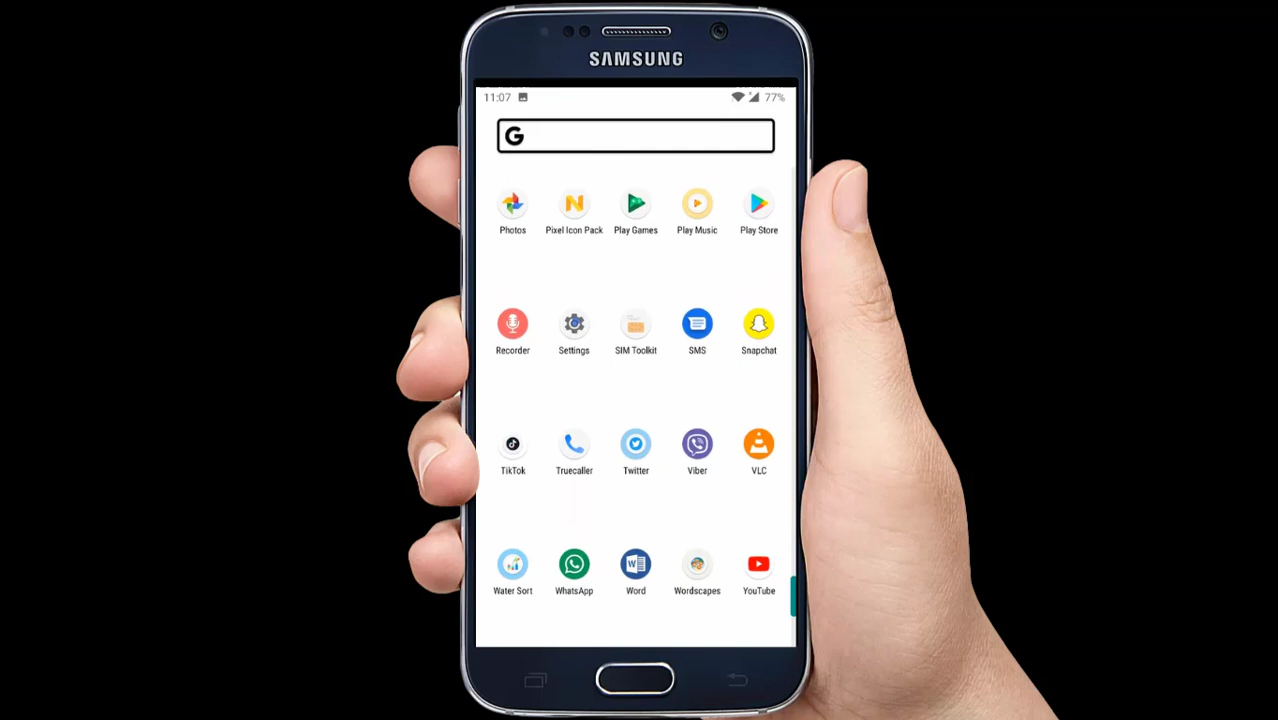 SAMSUNG
11:07 77%
G
Photos Pixel Icon Pack Play Games Play Music Play Store
Recorder Settings SIM Toolkit SMS Snapchat
TikTok Truecaller Twitter Viber VLC
Water Sort WhatsApp Word Wordscapes YouTube